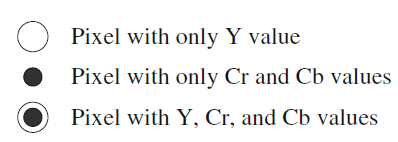 Pixel with only Y value
Pixel with only Cr and Cb values
Pixel with Y, Cr, and Cb values